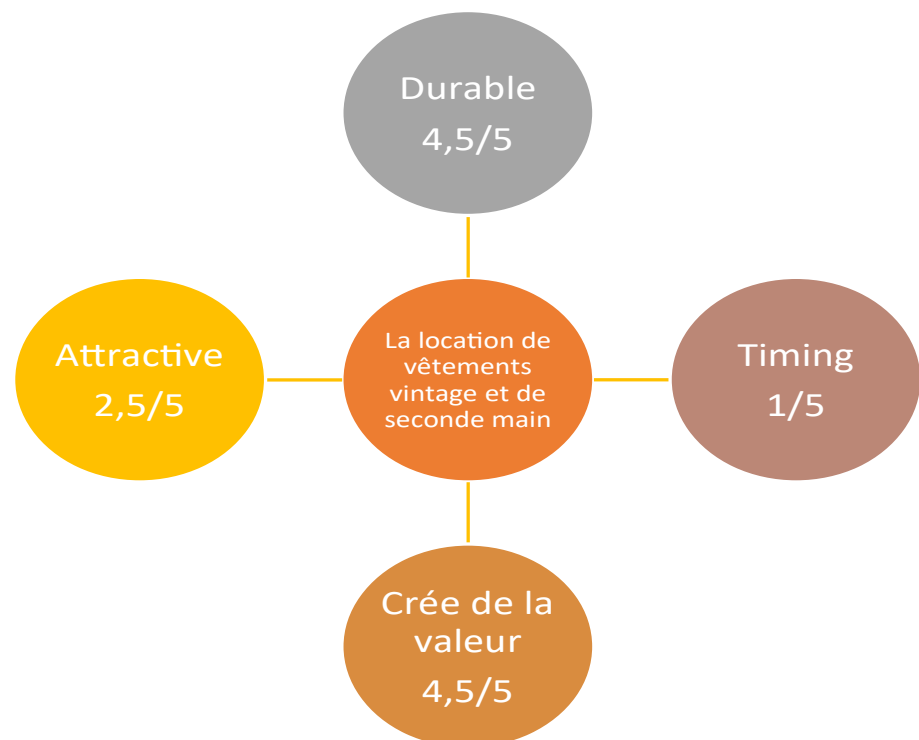 Durable
4,5/5
Attractive
2,5/5
La location de
vêtements
vintage et de
seconde main
Timing
1/5
Crée de la
valeur
4,5/5